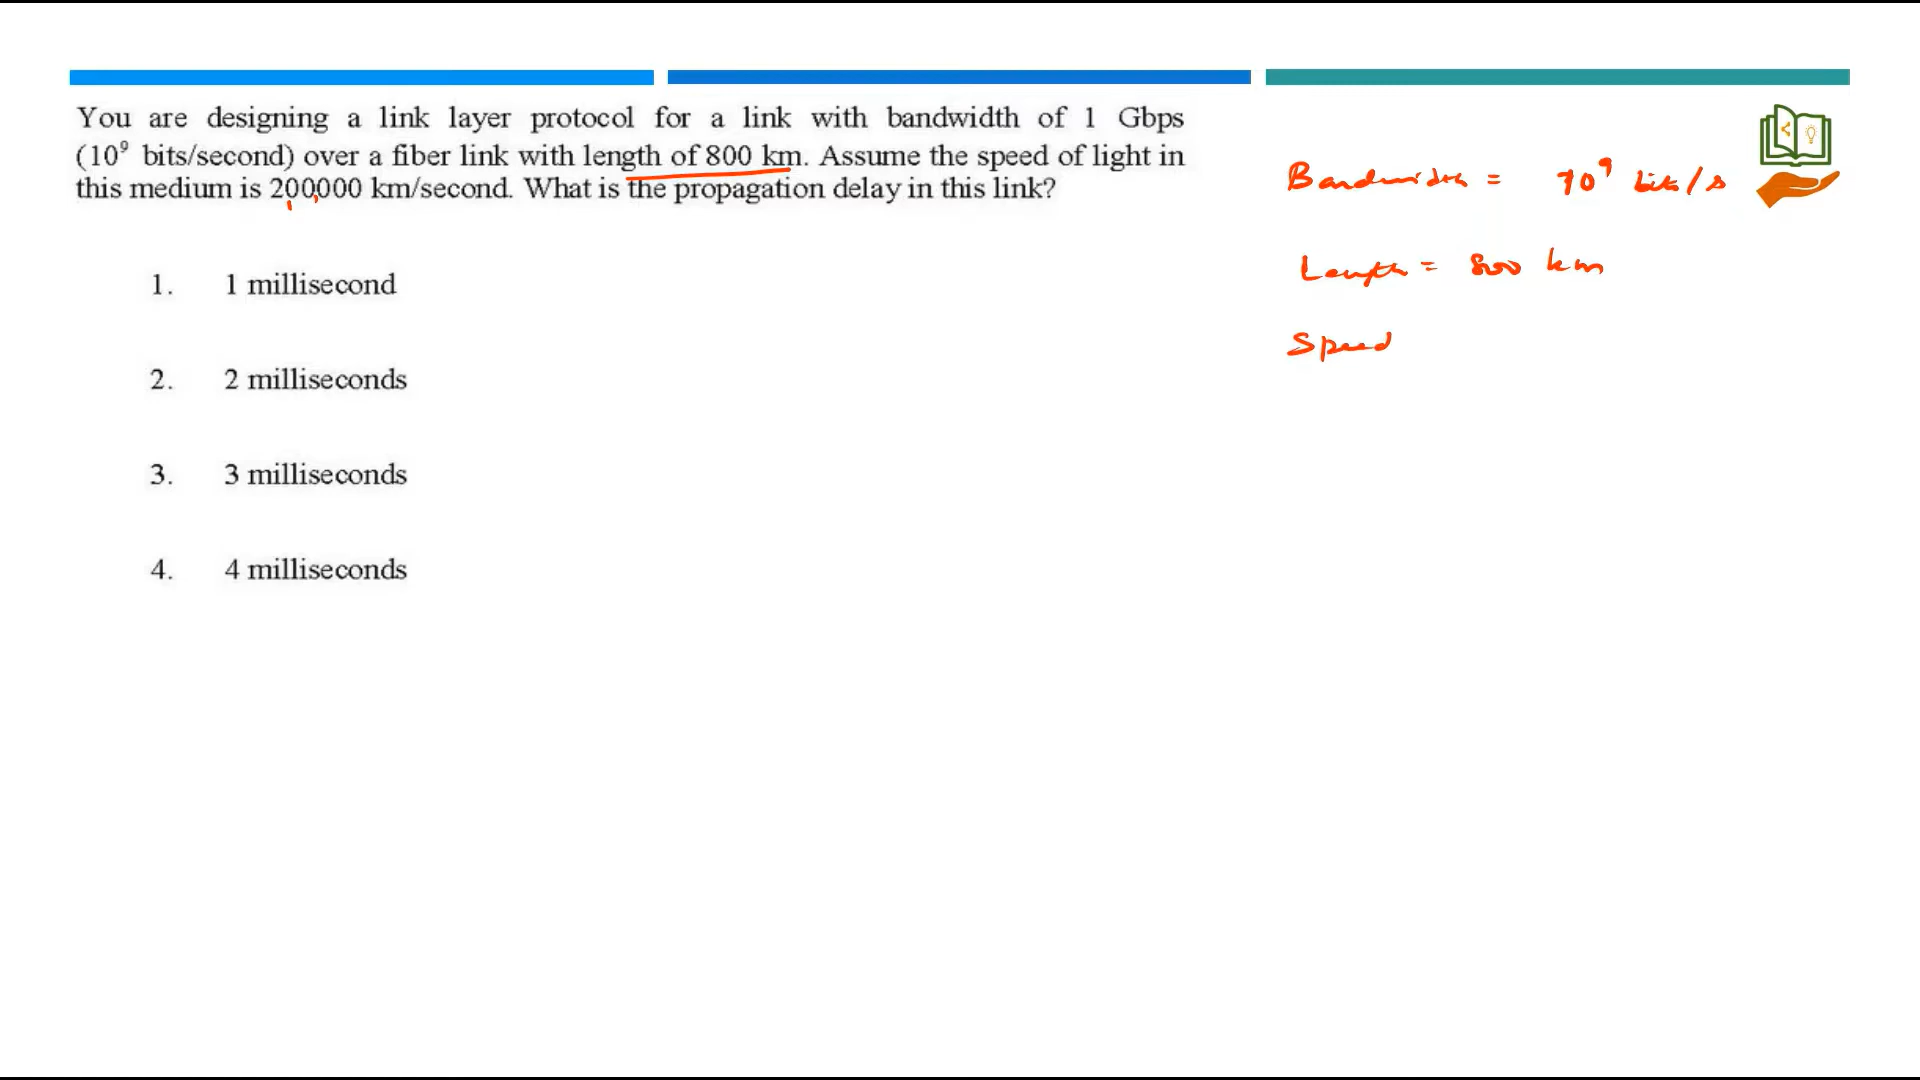 You are designing a link layer protocol for a link with bandwidth of 1 Gbps
(10⁹ bits/second) over a fiber link with length of 800 km. Assume the speed of light in
this medium is 200000 km/second. What is the propagation delay in this link?
1. 1 millisecond
2. 2 milliseconds
3. 3 milliseconds
4. 4 milliseconds
Bandwidth = 10⁹ bits/s
Length = 800 km
Speed